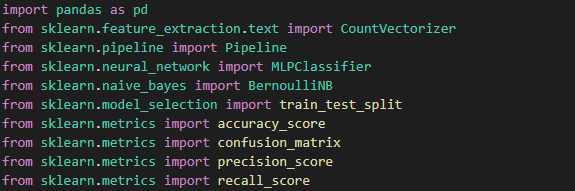 import pandas as pd
from sklearn.feature_extraction.text import CountVectorizer
from sklearn.pipeline import Pipeline
from sklearn.neural_network import MLPClassifier
from sklearn.naive_bayes import BernoulliNB
from sklearn.model_selection import train_test_split
from sklearn.metrics import accuracy_score
from sklearn.metrics import confusion_matrix
from sklearn.metrics import precision_score
from sklearn.metrics import recall_score